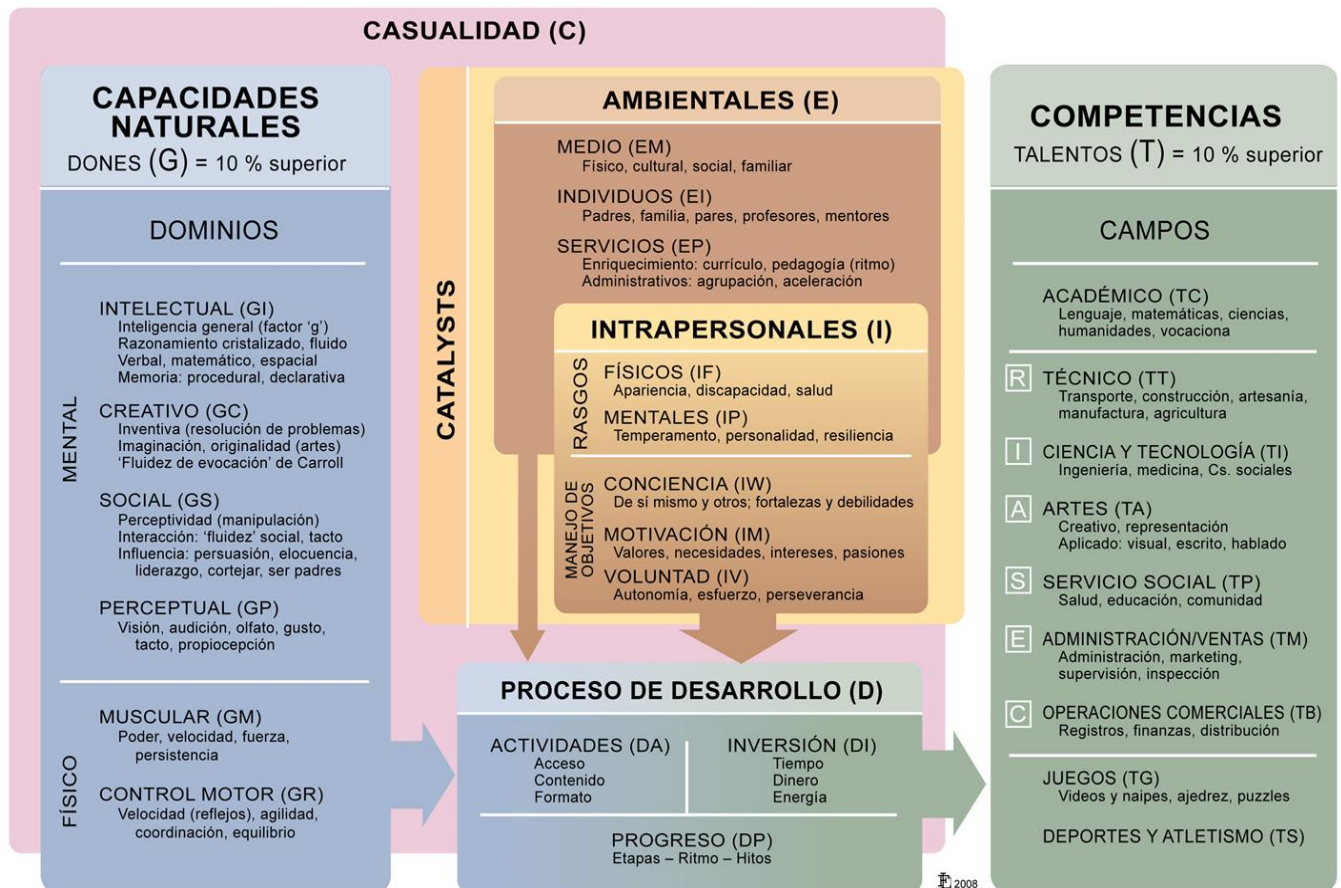 CASUALIDAD (C)
CAPACIDADES
NATURALES
DONES (G) = 10 % superior
DOMINIOS
MENTAL
INTELECTUAL (GI)
Inteligencia general (factor ‘g’)
Razonamiento cristalizado, fluido
Verbal, matemático, espacial
Memoria: procedural, declarativa
CREATIVO (GC)
Inventiva (resolución de problemas)
Imaginación, originalidad (artes)
‘Fluidez de evocación’ de Carroll
SOCIAL (GS)
Perceptividad (manipulación)
Interacción: ‘fluidez’ social, tacto
Influencia: persuasión, elocuencia,
liderazgo, cortejar, ser padres
PERCEPTUAL (GP)
Visión, audición, olfato, gusto,
tacto, propiocepción
FÍSICO
MUSCULAR (GM)
Poder, velocidad, fuerza,
persistencia
CONTROL MOTOR (GR)
Velocidad (reflejos), agilidad,
coordinación, equilibrio
CATALYSTS
AMBIENTALES (E)
MEDIO (EM)
Físico, cultural, social, familiar
INDIVIDUOS (EI)
Padres, familia, pares, profesores, mentores
SERVICIOS (EP)
Enriquecimiento: currículo, pedagogía (ritmo)
Administrativos: agrupación, aceleración
INTRAPERSONALES (I)
RASGOS
FÍSICOS (IF)
Apariencia, discapacidad, salud
MENTALES (IP)
Temperamento, personalidad, resiliencia
MANEJO DE
OBJETIVOS
CONCIENCIA (IW)
De sí mismo y otros; fortalezas y debilidades
MOTIVACIÓN (IM)
Valores, necesidades, intereses, pasiones
VOLUNTAD (IV)
Autonomía, esfuerzo, perseverancia
PROCESO DE DESARROLLO (D)
ACTIVIDADES (DA)
Acceso
Contenido
Formato
INVERSIÓN (DI)
Tiempo
Dinero
Energía
PROGRESO (DP)
Etapas – Ritmo – Hitos
2008
COMPETENCIAS
TALENTOS (T) = 10 % superior
CAMPOS
ACADÉMICO (TC)
Lenguaje, matemáticas, ciencias,
humanidades, vocaciona
R TÉCNICO (TT)
Transporte, construcción, artesanía,
manufactura, agricultura
I CIENCIA Y TECNOLOGÍA (TI)
Ingeniería, medicina, Cs. sociales
A ARTES (TA)
Creativo, representación
Aplicado: visual, escrito, hablado
S SERVICIO SOCIAL (TP)
Salud, educación, comunidad
E ADMINISTRACIÓN/VENTAS (TM)
Administración, marketing,
supervisión, inspección
C OPERACIONES COMERCIALES (TB)
Registros, finanzas, distribución
JUEGOS (TG)
Videos y naipes, ajedrez, puzzles
DEPORTES Y ATLETISMO (TS)